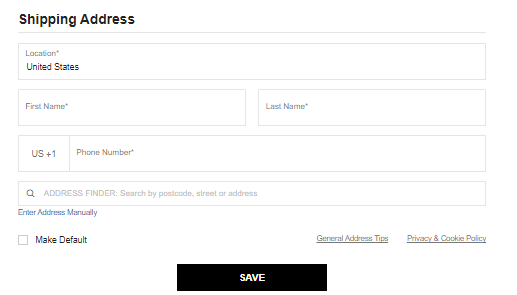 Shipping Address
Location*
United States
First Name*
Last Name*
US +1
Phone Number*
ADDRESS FINDER: Search by postcode, street or address
Enter Address Manually
Make Default
General Address Tips
Privacy & Cookie Policy
SAVE